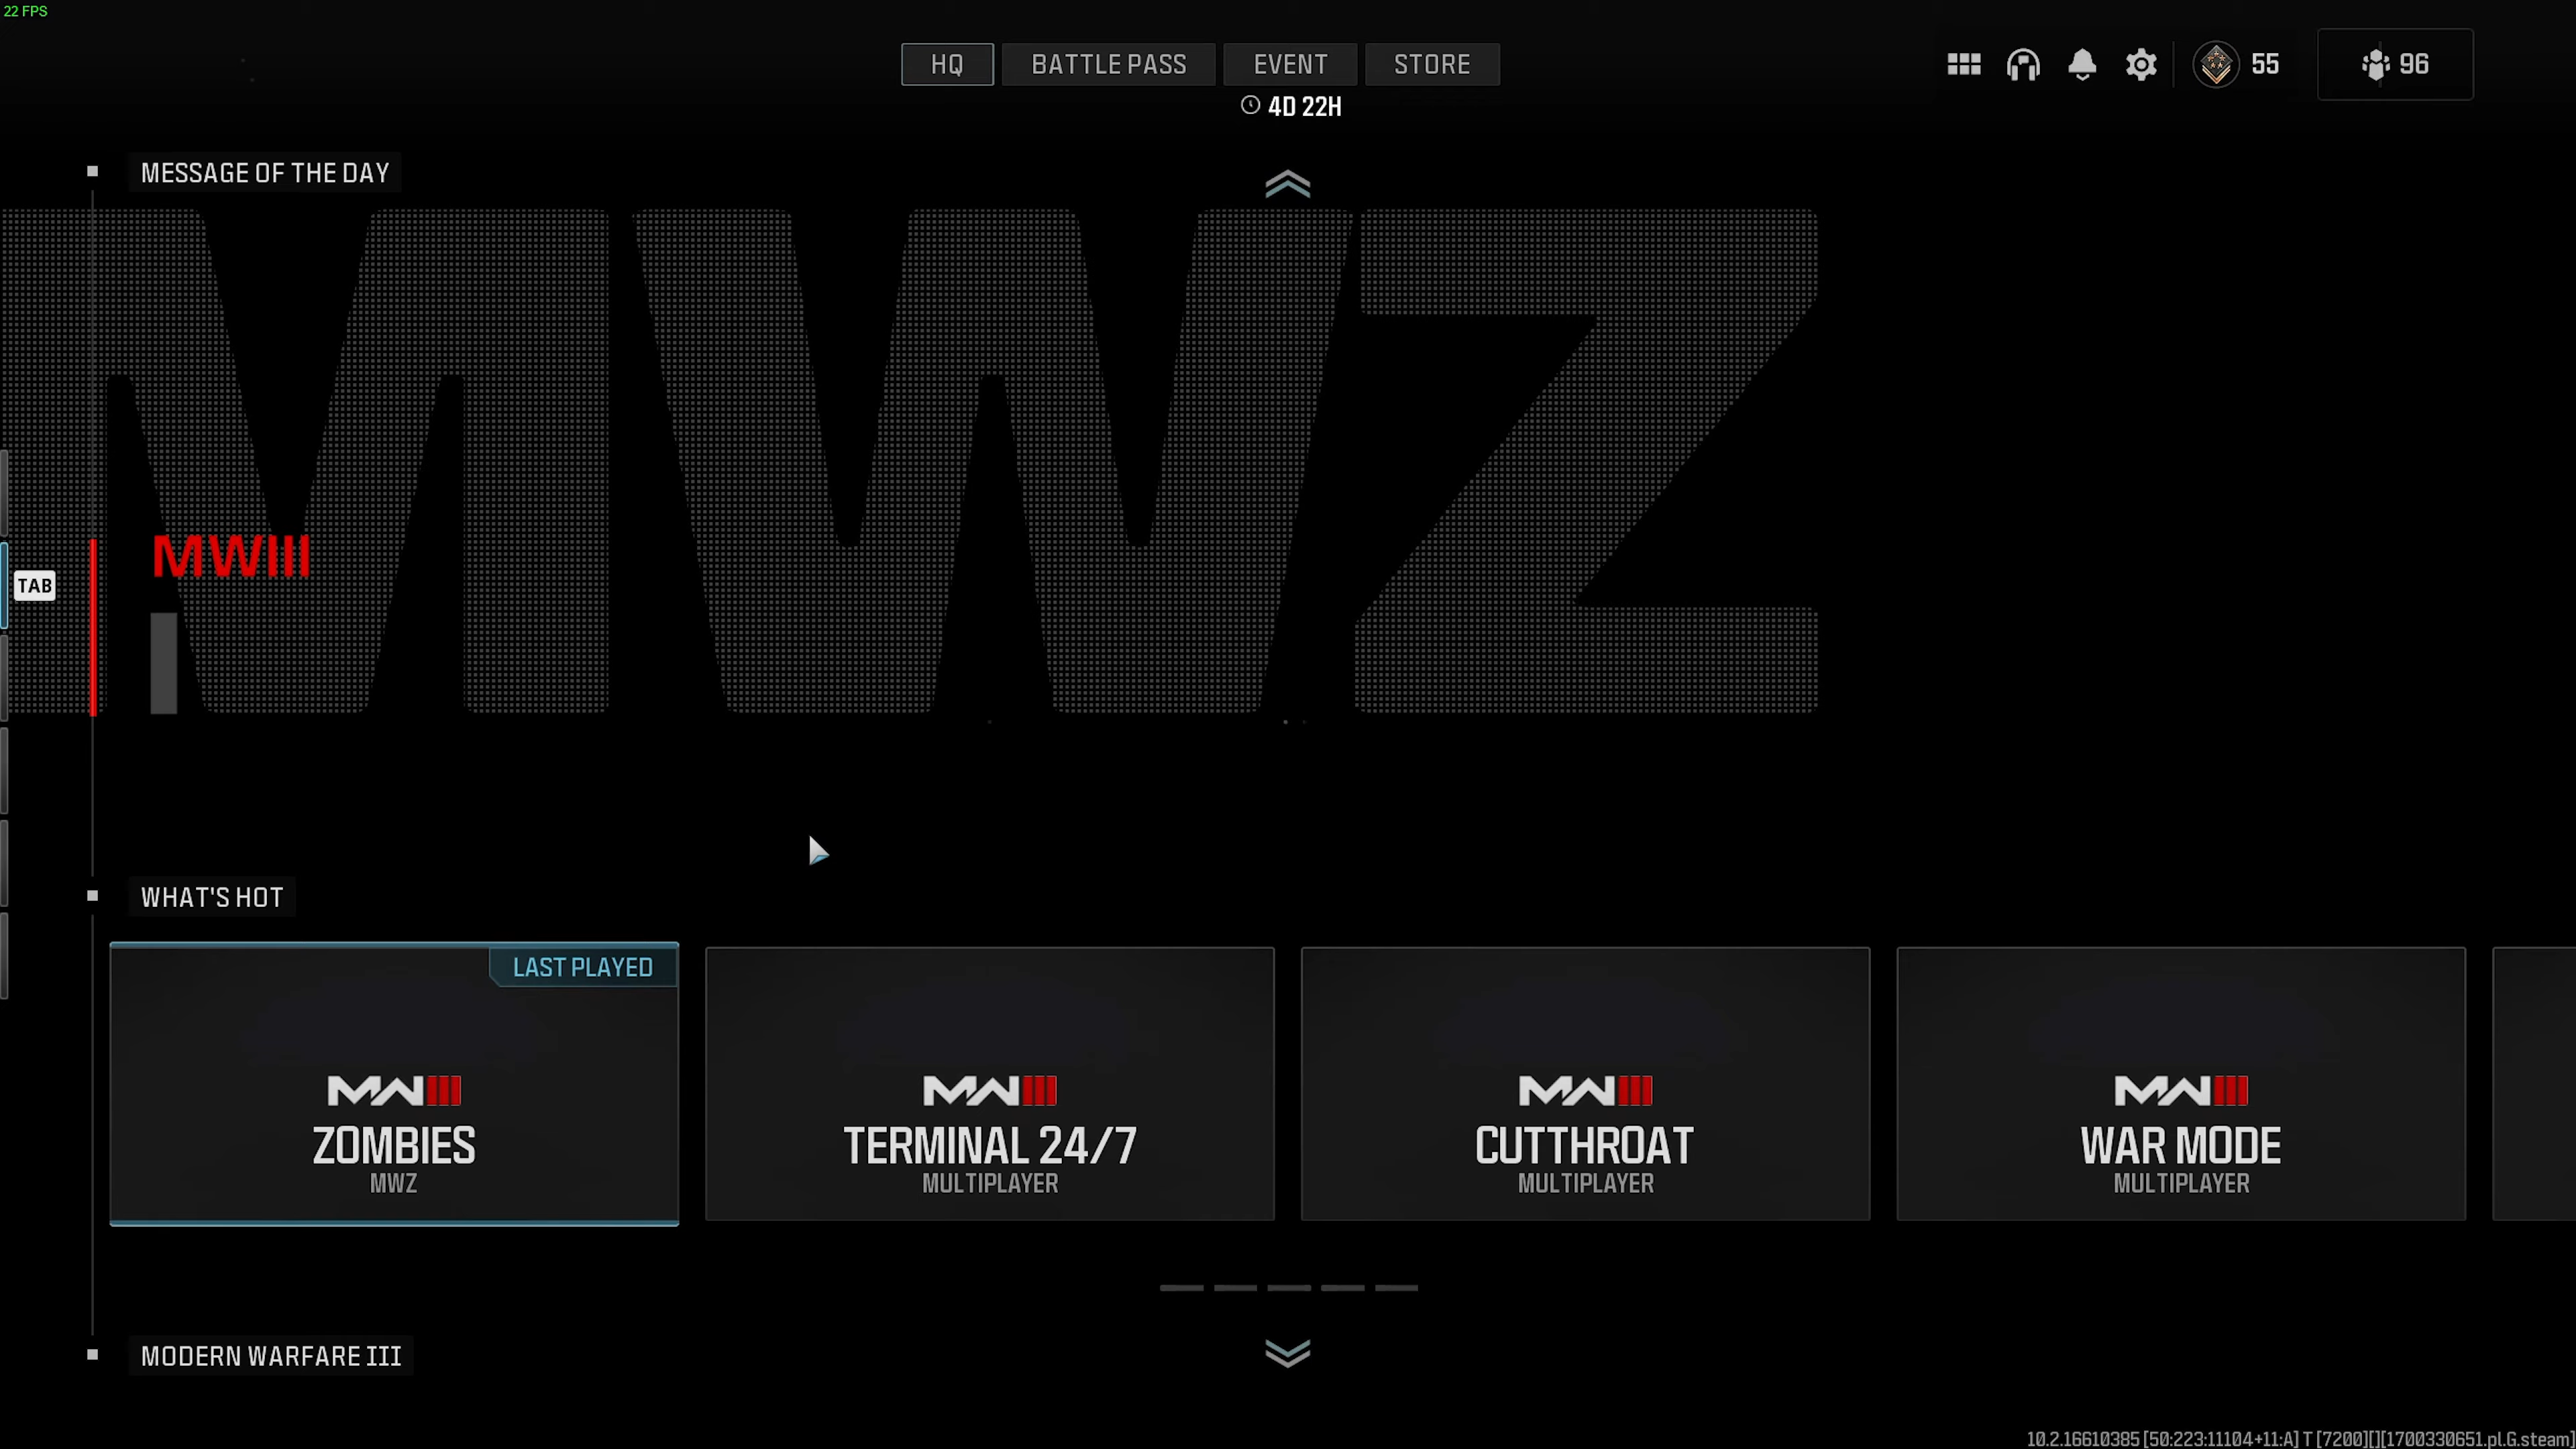 22 FPS
HQ
BATTLE PASS
EVENT
STORE
55
96
4D 22H
MESSAGE OF THE DAY
MWZ
MWIII
TAB
WHAT'S HOT
LAST PLAYED
MWIII
ZOMBIES
MWZ
MWIII
TERMINAL 24/7
MULTIPLAYER
MWIII
CUTTHROAT
MULTIPLAYER
MWIII
WAR MODE
MULTIPLAYER
MODERN WARFARE III
10.2.16610385 [50:223:11104+11:A] T [7200][][1700330651.pl.G.steam]